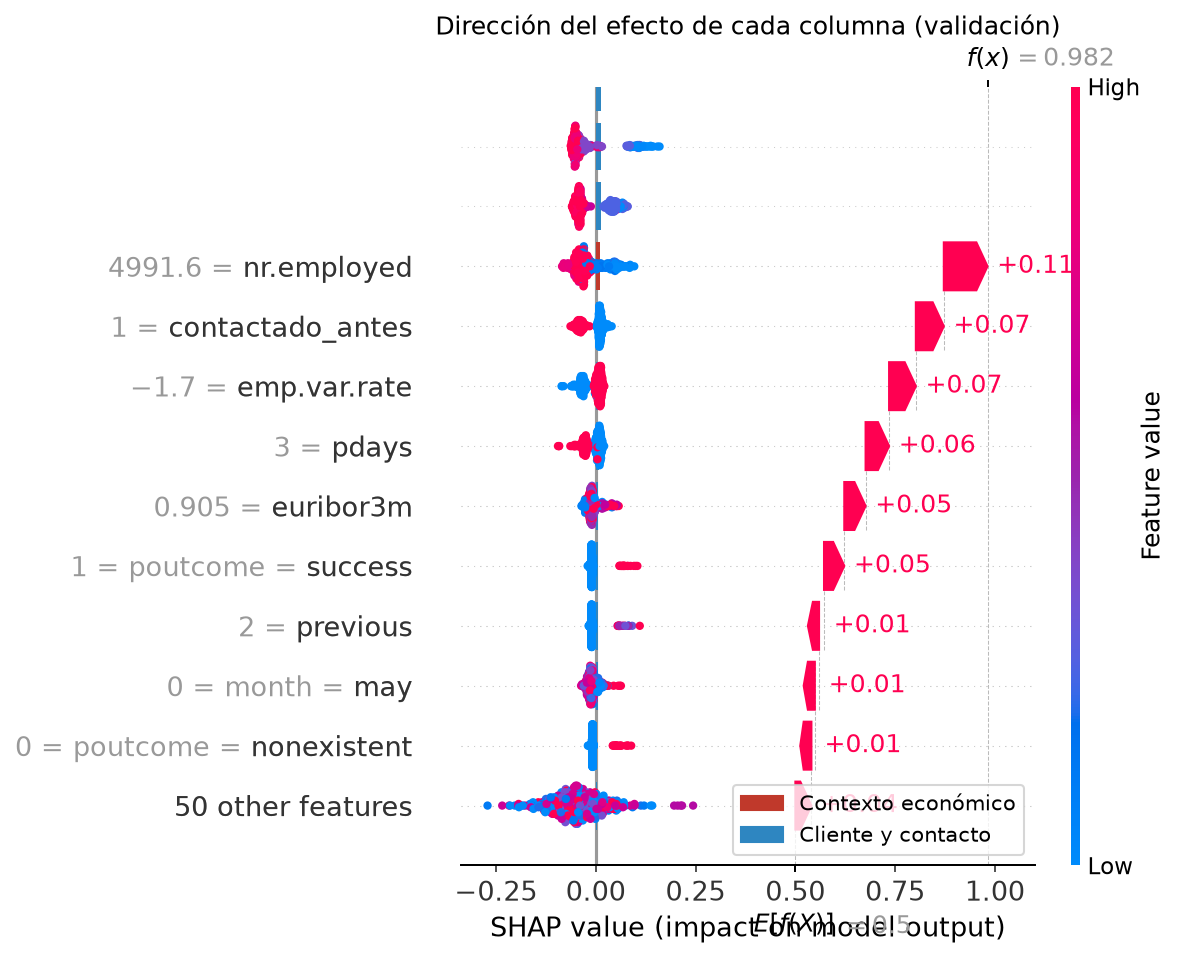 Dirección del efecto de cada columna (validación)
f(x) = 0.982
High
4991.6 = nr.employed
+0.11
1 = contactado_antes
+0.07
−1.7 = emp.var.rate
+0.07
3 = pdays
+0.06
0.905 = euribor3m
+0.05
1 = poutcome = success
+0.05
2 = previous
+0.01
0 = month = may
+0.01
0 = poutcome = nonexistent
+0.01
50 other features
Contexto económico
Cliente y contacto
Feature value
Low
−0.25 0.00 0.25 0.50 0.75 1.00
E[f(X)] = 0.5
SHAP value (impact on model output)